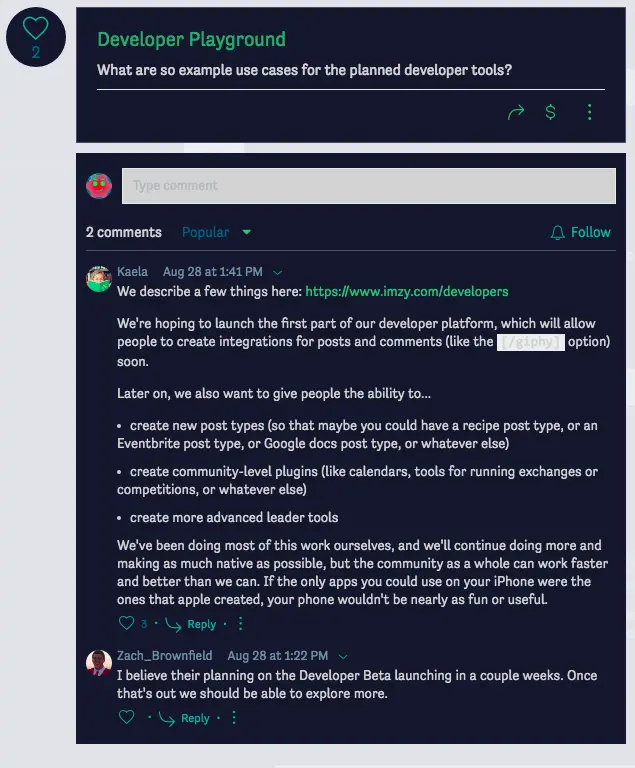 2
Developer Playground
What are so example use cases for the planned developer tools?
$
Type comment
2 comments Popular Follow
Kaela Aug 28 at 1:41 PM
We describe a few things here: https://www.imzy.com/developers
We're hoping to launch the first part of our developer platform, which will allow
people to create integrations for posts and comments (like the [/giphy] option)
soon.
Later on, we also want to give people the ability to...
• create new post types (so that maybe you could have a recipe post type, or an
Eventbrite post type, or Google docs post type, or whatever else)
• create community-level plugins (like calendars, tools for running exchanges or
competitions, or whatever else)
• create more advanced leader tools
We've been doing most of this work ourselves, and we'll continue doing more and
making as much native as possible, but the community as a whole can work faster
and better than we can. If the only apps you could use on your iPhone were the
ones that apple created, your phone wouldn't be nearly as fun or useful.
3 · Reply ·
Zach_Brownfield Aug 28 at 1:22 PM
I believe their planning on the Developer Beta launching in a couple weeks. Once
that's out we should be able to explore more.
· Reply ·